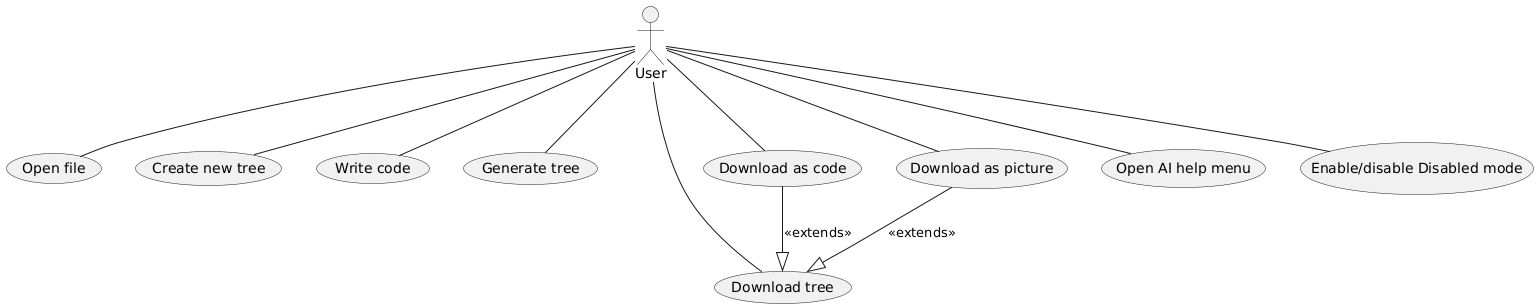 User
Open file
Create new tree
Write code
Generate tree
Download as code
Download as picture
Open AI help menu
Enable/disable Disabled mode
«extends»
«extends»
Download tree